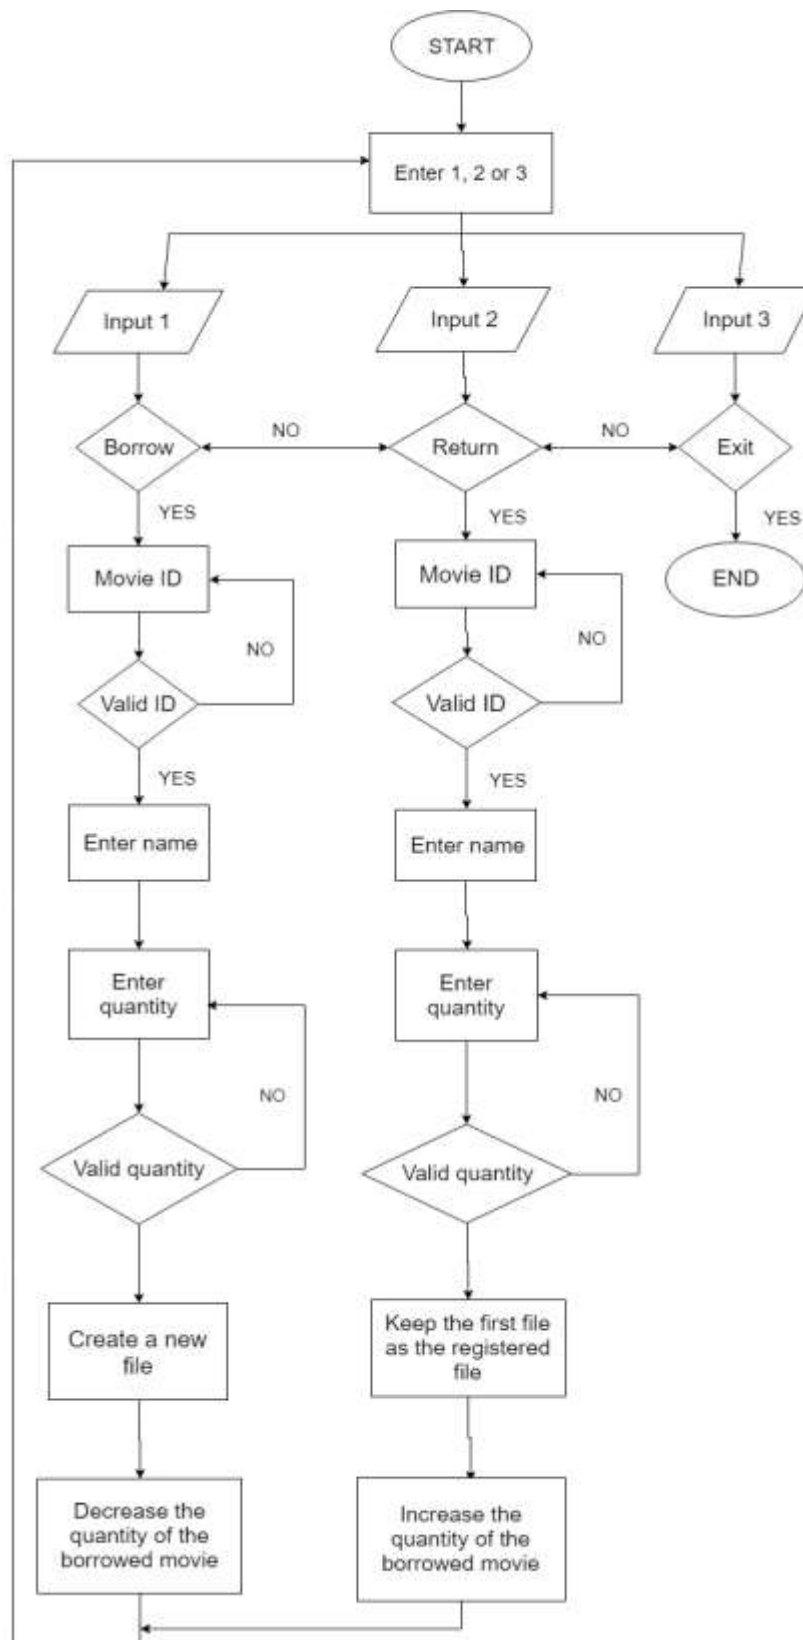 START
Enter 1, 2 or 3
Input 1
Input 2
Input 3
Borrow
NO
Return
NO
Exit
YES
YES
YES
Movie ID
Movie ID
END
NO
NO
Valid ID
Valid ID
YES
YES
Enter name
Enter name
Enter
quantity
Enter
quantity
NO
NO
Valid quantity
Valid quantity
Create a new
file
Keep the first file
as the registered
file
Decrease the
quantity of the
borrowed movie
Increase the
quantity of the
borrowed movie